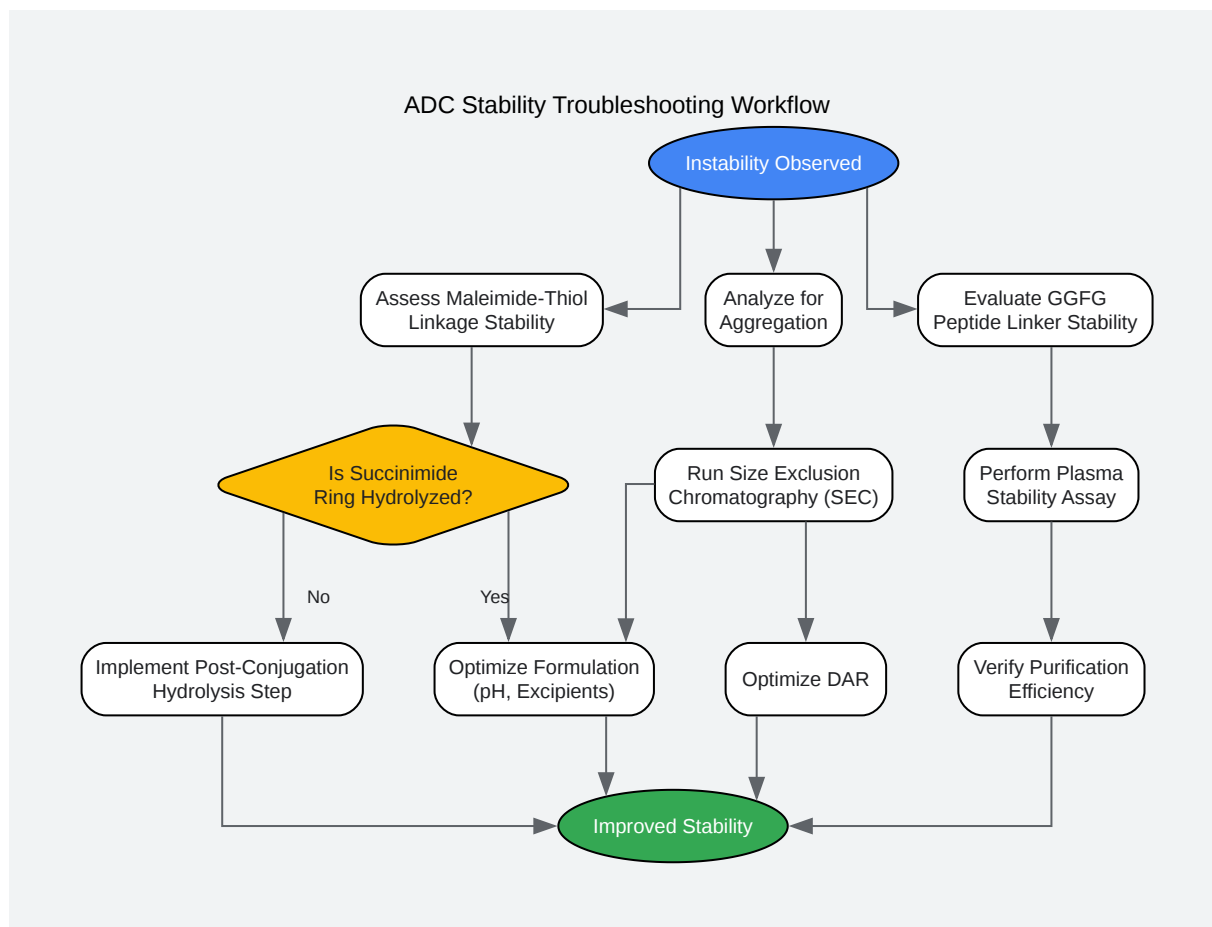 ADC Stability Troubleshooting Workflow
Instability Observed
Assess Maleimide-Thiol
Linkage Stability
Analyze for
Aggregation
Evaluate GGFG
Peptide Linker Stability
Is Succinimide
Ring Hydrolyzed?
Run Size Exclusion
Chromatography (SEC)
Perform Plasma
Stability Assay
No
Yes
Implement Post-Conjugation
Hydrolysis Step
Optimize Formulation
(pH, Excipients)
Optimize DAR
Verify Purification
Efficiency
Improved Stability